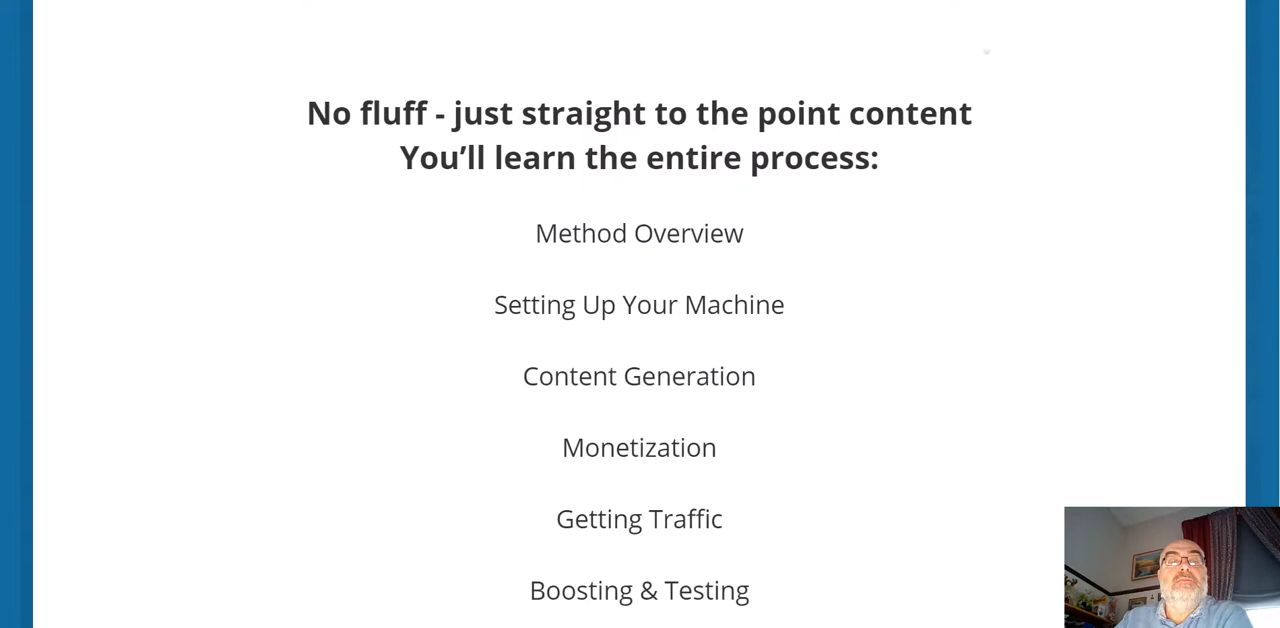 No fluff - just straight to the point content
You’ll learn the entire process:
Method Overview
Setting Up Your Machine
Content Generation
Monetization
Getting Traffic
Boosting & Testing